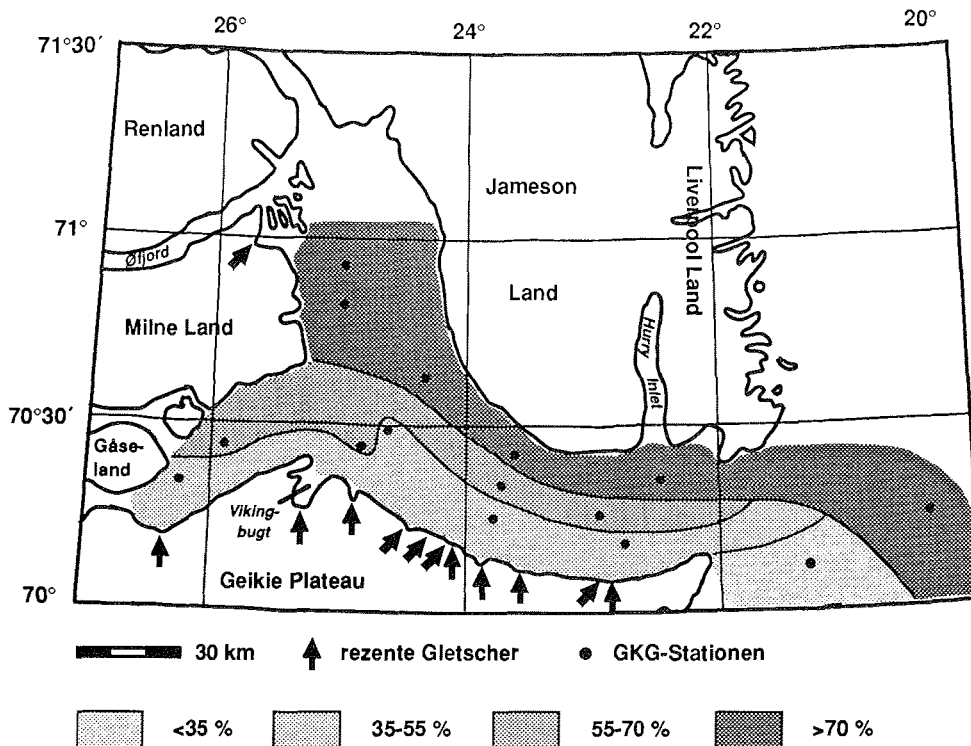 26° 24° 22° 20°
71°30´
Renland
Jameson
Liverpool Land
71°
Øfjord
Land
Milne Land
Hurry Inlet
70°30´
Gåse-
land
Viking-
bugt
Geikie Plateau
70°
30 km rezente Gletscher GKG-Stationen
<35 % 35-55 % 55-70 % >70 %